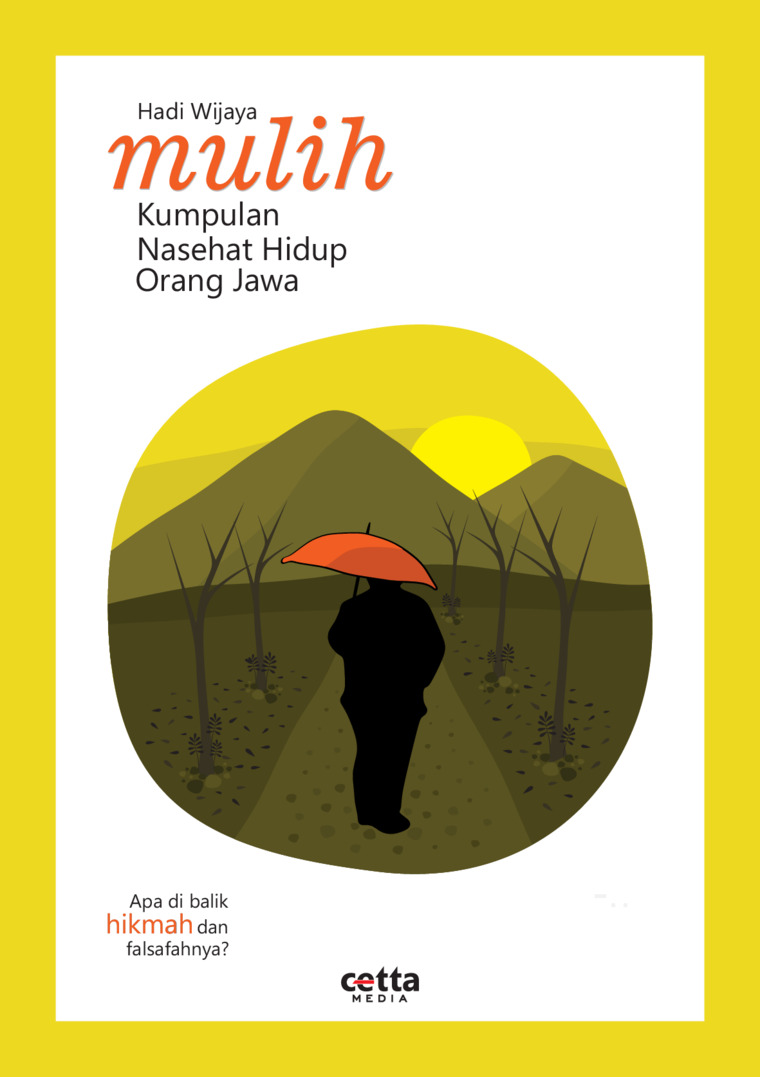 Hadi Wijaya
mulih
Kumpulan
Nasehat Hidup
Orang Jawa
Apa di balik
hikmah dan
falsafahnya?
cetta
MEDIA